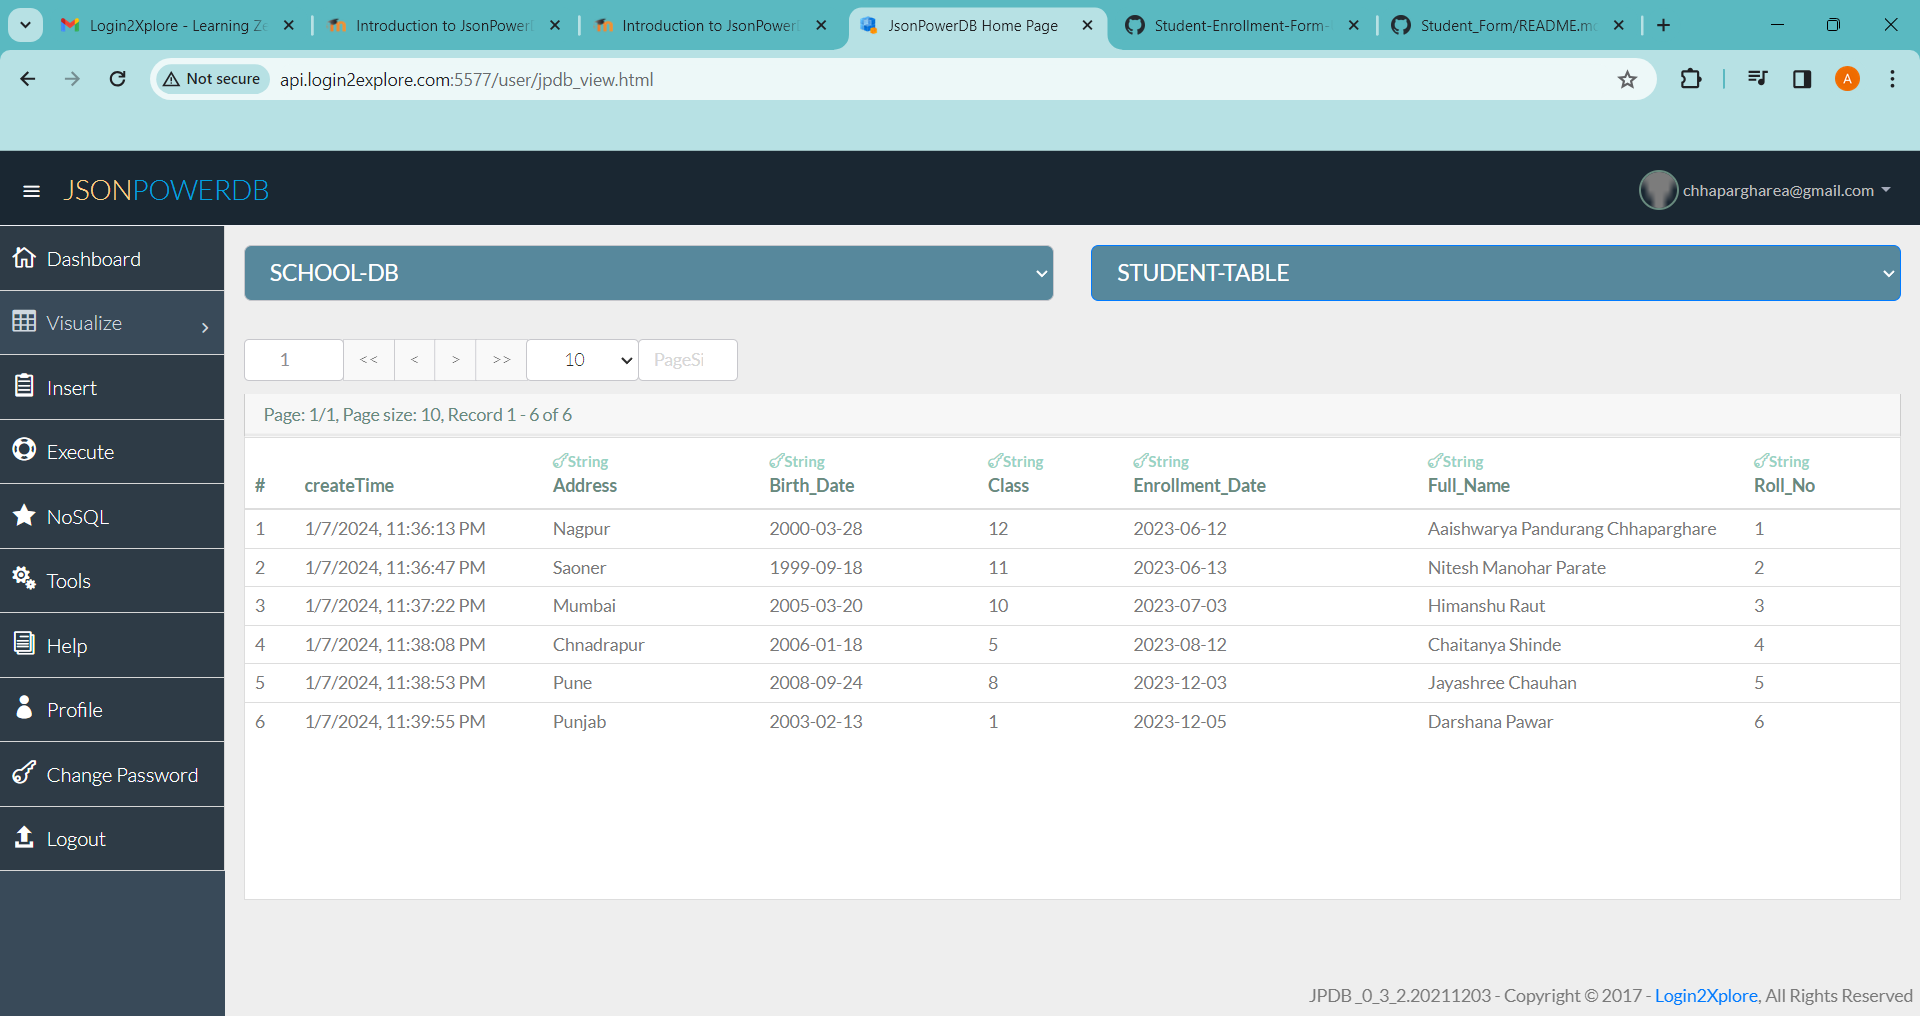 Login2Xplore - Learning Ze
Introduction to JsonPower
Introduction to JsonPower
JsonPowerDB Home Page
Student-Enrollment-Form-
Student_Form/README.m
Not secure
api.login2explore.com:5577/user/jpdb_view.html
A
JSONPOWERDB
chhapargharea@gmail.com
Dashboard
Visualize
Insert
Execute
NoSQL
Tools
Help
Profile
Change Password
Logout
SCHOOL-DB
STUDENT-TABLE
1 << < > >> 10 PageSi
Page: 1/1, Page size: 10, Record 1 - 6 of 6
String String String String String String
# createTime Address Birth_Date Class Enrollment_Date Full_Name Roll_No
1 1/7/2024, 11:36:13 PM Nagpur 2000-03-28 12 2023-06-12 Aaishwarya Pandurang Chhaparghare 1
2 1/7/2024, 11:36:47 PM Saoner 1999-09-18 11 2023-06-13 Nitesh Manohar Parate 2
3 1/7/2024, 11:37:22 PM Mumbai 2005-03-20 10 2023-07-03 Himanshu Raut 3
4 1/7/2024, 11:38:08 PM Chnadrapur 2006-01-18 5 2023-08-12 Chaitanya Shinde 4
5 1/7/2024, 11:38:53 PM Pune 2008-09-24 8 2023-12-03 Jayashree Chauhan 5
6 1/7/2024, 11:39:55 PM Punjab 2003-02-13 1 2023-12-05 Darshana Pawar 6
JPDB_0_3_2.20211203 - Copyright © 2017 - Login2Xplore, All Rights Reserved